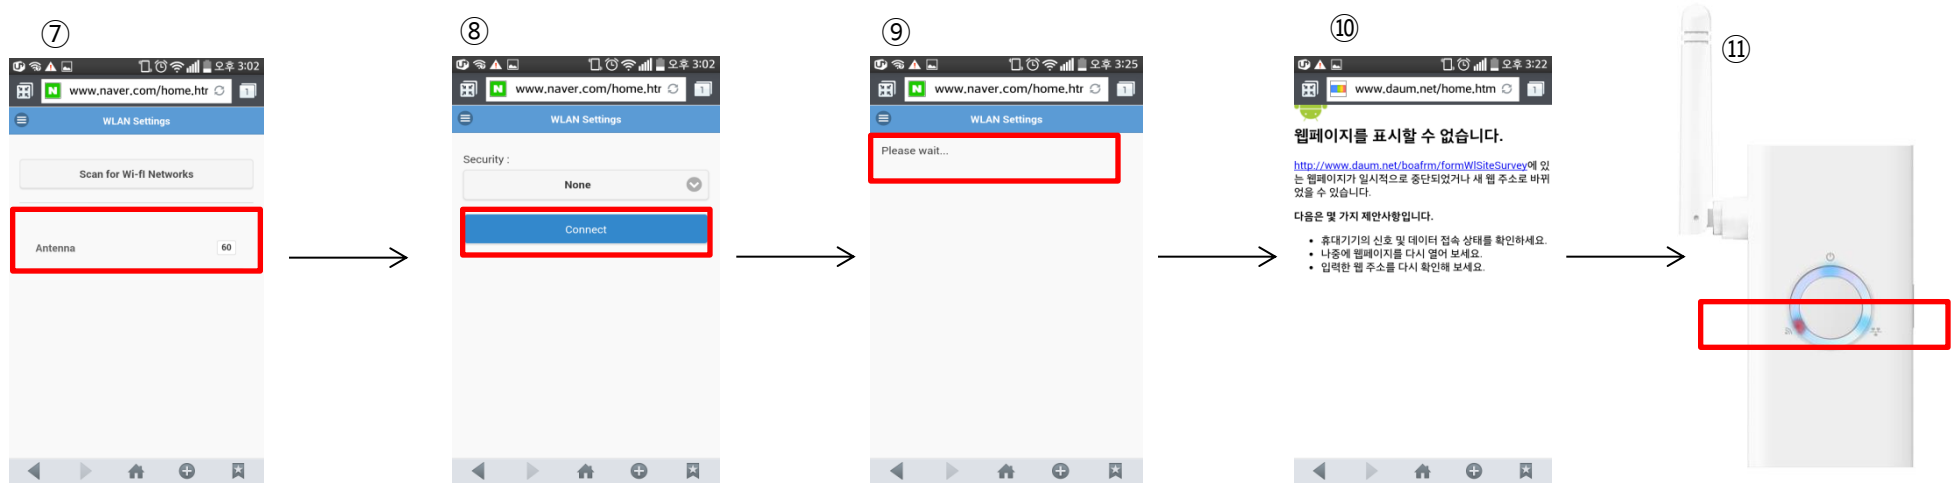 ⑦
오후 3:02
www.naver.com/home.htr
1
WLAN Settings
Scan for Wi-fI Networks
Antenna
60
⑧
오후 3:02
www.naver.com/home.htr
1
WLAN Settings
Security :
None
Connect
⑨
오후 3:25
www.naver.com/home.htr
1
WLAN Settings
Please wait...
⑩
오후 3:22
www.daum.net/home.htm
1
웹페이지를 표시할 수 없습니다.
http://www.daum.net/boafrm/formWlSiteSurvey에 있
는 웹페이지가 일시적으로 중단되었거나 새 웹 주소로 바뀌
었을 수 있습니다.
다음은 몇 가지 제안사항입니다.
• 휴대기기의 신호 및 데이터 접속 상태를 확인하세요.
• 나중에 웹페이지를 다시 열어 보세요.
• 입력한 웹 주소를 다시 확인해 보세요.
⑪